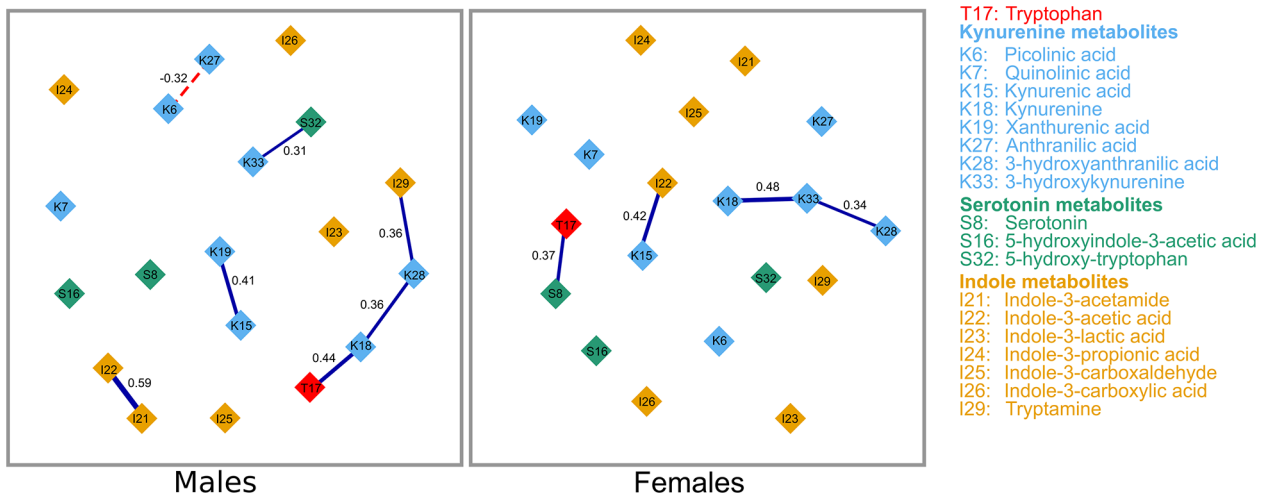 I26
K27
-0.32
I24
K6
S32
0.31
K33
I29
K7
I23
0.36
K19
S8
K28
0.41
S16
0.36
K15
K18
I22
0.44
0.59
T17
I21
I25
Males
I24
I21
I25
K19
K27
K7
I22
0.48
K18
K33
0.34
0.42
T17
K28
0.37
K15
S8
S32
I29
S16
K6
I26
I23
Females
T17: Tryptophan
Kynurenine metabolites
K6: Picolinic acid
K7: Quinolinic acid
K15: Kynurenic acid
K18: Kynurenine
K19: Xanthurenic acid
K27: Anthranilic acid
K28: 3-hydroxyanthranilic acid
K33: 3-hydroxykynurenine
Serotonin metabolites
S8: Serotonin
S16: 5-hydroxyindole-3-acetic acid
S32: 5-hydroxy-tryptophan
Indole metabolites
I21: Indole-3-acetamide
I22: Indole-3-acetic acid
I23: Indole-3-lactic acid
I24: Indole-3-propionic acid
I25: Indole-3-carboxaldehyde
I26: Indole-3-carboxylic acid
I29: Tryptamine